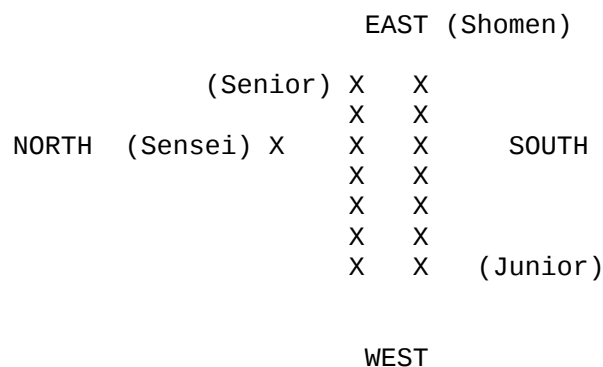 EAST (Shomen)
(Senior) X X
X X
NORTH (Sensei) X X X SOUTH
X X
X X
X X
X X (Junior)
WEST